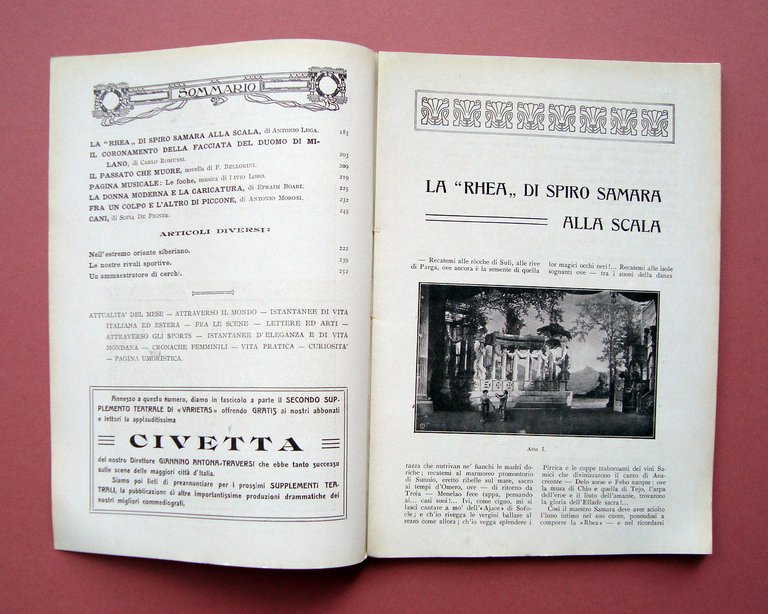 SOMMARIO
LA "RHEA„ DI SPIRO SAMARA ALLA SCALA, di Antonio Lega. 185
IL CORONAMENTO DELLA FACCIATA DEL DUOMO DI MI-
LANO, di Carlo Romussi. 203
IL PASSATO CHE MUORE, novella di F. Bellorini. 209
PAGINA MUSICALE: Le foche, musica di Livio Loro. 219
LA DONNA MODERNA E LA CARICATURA, di Efraim Boari. 225
FRA UN COLPO E L'ALTRO DI PICCONE, di Antonio Morosi. 232
CANI, di Sofia De Figner. 245
ARTICOLI DIVERSI:
Nell'estremo oriente siberiano. 222
Le nostre rivali sportive. 239
Un ammaestratore di cerchi. 252
ATTUALITÀ DEL MESE — ATTRAVERSO IL MONDO — ISTANTANEE DI VITA
ITALIANA ED ESTERA — FRA LE SCENE — LETTERE ED ARTI —
ATTRAVERSO GLI SPORTS — ISTANTANEE D'ELEGANZA E DI VITA
MONDANA — CRONACHE FEMMINILI — VITA PRATICA — CURIOSITÀ
— PAGINA UMORISTICA.
Annesso a questo numero, diamo in fascicolo a parte il SECONDO SUP-
PLEMENTO TEATRALE DI «VARIETAS» offrendo GRATIS ai nostri abbonati
e lettori la applauditissima
CIVETTA
del nostro Direttore GIANNINO ANTONA-TRAVERSI che ebbe tanto successo
sulle scene delle maggiori città d'Italia.
Siamo poi lieti di preannunciare per i prossimi SUPPLEMENTI TEA-
TRALI, la pubblicazione di altre importantissime produzioni drammatiche dei
nostri migliori commediografi.
LA "RHEA„ DI SPIRO SAMARA
ALLA SCALA
— Recatemi alle ròcche di Suli, alle rive
di Parga, ove ancora è la semente di quella
lor magici occhi neri!... Recatemi alle isole
sognanti ove — tra i suoni della danza
Atto I.
razza che nutrivan ne' fianchi le madri do-
riche; recatemi al marmoreo promontorio
di Sunnio, eretto ribelle sul mare, sacro
ai tempi d'Omero, ove — di ritorno da
Troia — Menelao fece tappa, pensando
ai... casi suoi!... Ivi, come cigno, mi si
lasci cantare a mo' dell'«Ajace» di Sofo-
cle; e ch'io rivegga le vergini ballare al
rezzo come allora; ch'io vegga splendere i
Pirrica e le coppe traboccanti dei vini Sa-
mici che divinizzarono il canto di Ana-
creonte — Delo sorse e Febo nacque: ove
la musa di Chio e quella di Tejo, l'arpa
dell'eroe e il liuto dell'amante, trovarono
la gloria dell'Ellade sacra!...
Così il maestro Samara deve aver sciolto
l'inno intimo nel suo cuore, ponendosi a
comporre la «Rhea» — e nel ricordarsi